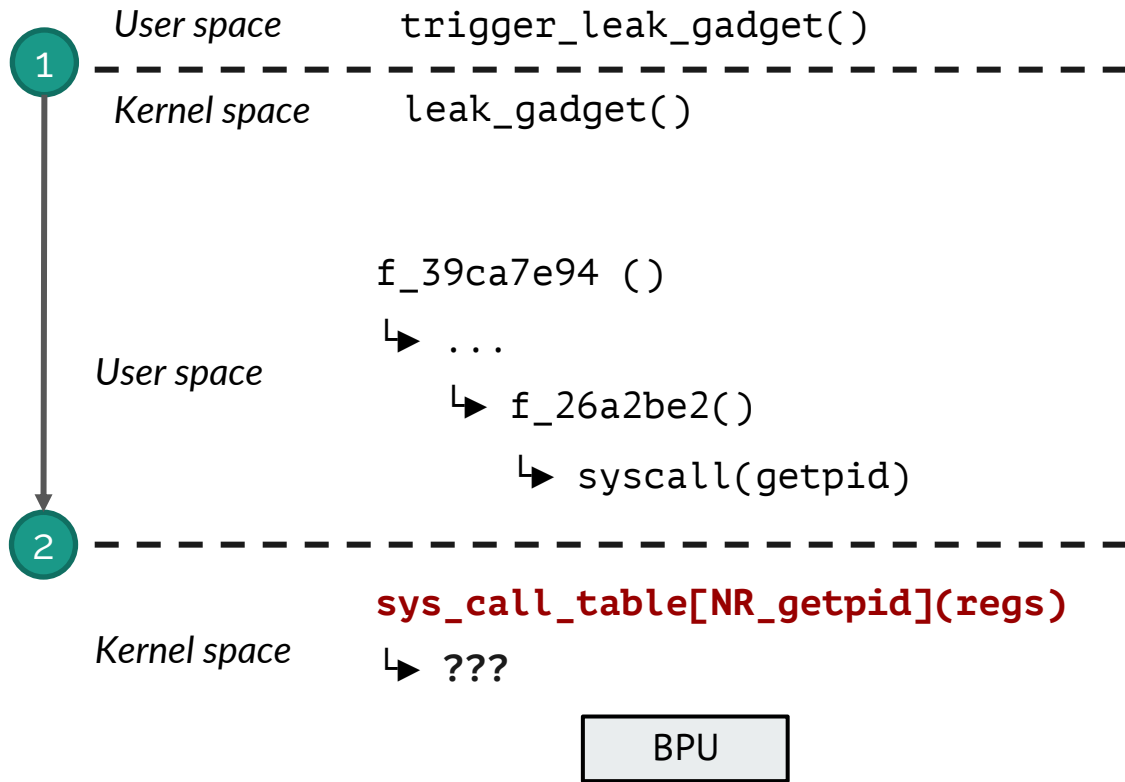 User space trigger_leak_gadget()
1
Kernel space leak_gadget()
f_39ca7e94 ()
...
User space
f_26a2be2()
syscall(getpid)
2
sys_call_table[NR_getpid](regs)
Kernel space
???
BPU